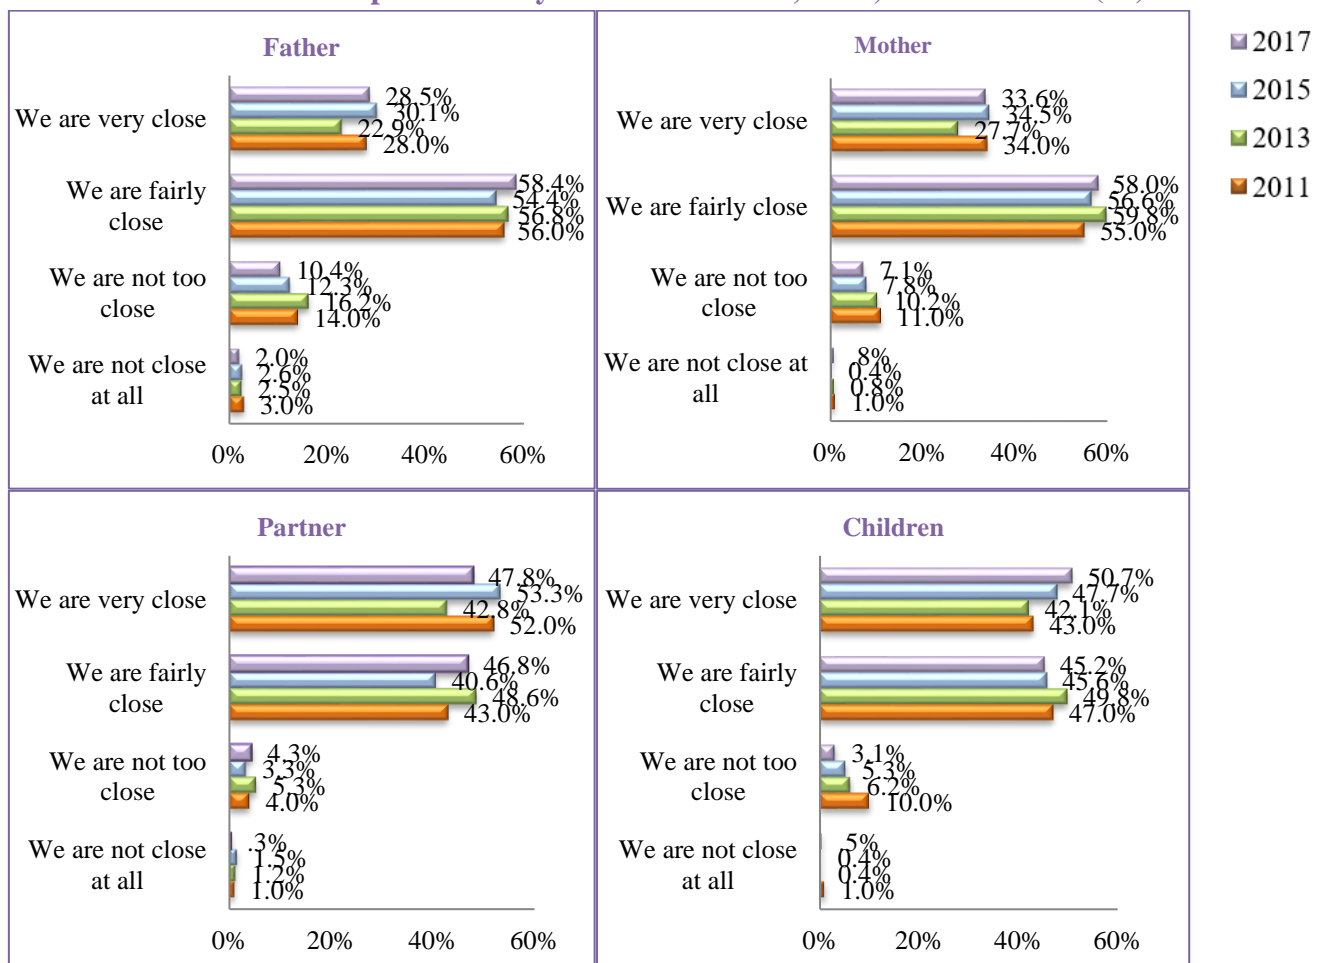 Father
We are very close
28.5%
30.1%
22.9%
28.0%
We are fairly
close
58.4%
54.4%
56.8%
56.0%
We are not too
close
10.4%
12.3%
16.2%
14.0%
We are not close
at all
2.0%
2.6%
2.5%
3.0%
0% 20% 40% 60%
Mother
We are very close
33.6%
34.5%
27.7%
34.0%
We are fairly close
58.0%
56.6%
59.8%
55.0%
We are not too
close
7.1%
7.8%
10.2%
11.0%
We are not close at
all
.8%
0.4%
0.8%
1.0%
0% 20% 40% 60%
2017
2015
2013
2011
Partner
We are very close
47.8%
53.3%
42.8%
52.0%
We are fairly
close
46.8%
40.6%
48.6%
43.0%
We are not too
close
4.3%
3.3%
5.3%
4.0%
We are not close
at all
.3%
1.5%
1.2%
1.0%
0% 20% 40% 60%
Children
We are very close
50.7%
47.7%
42.1%
43.0%
We are fairly
close
45.2%
45.6%
49.8%
47.0%
We are not too
close
3.1%
5.3%
6.2%
10.0%
We are not close
at all
.5%
0.4%
0.4%
1.0%
0% 20% 40% 60%